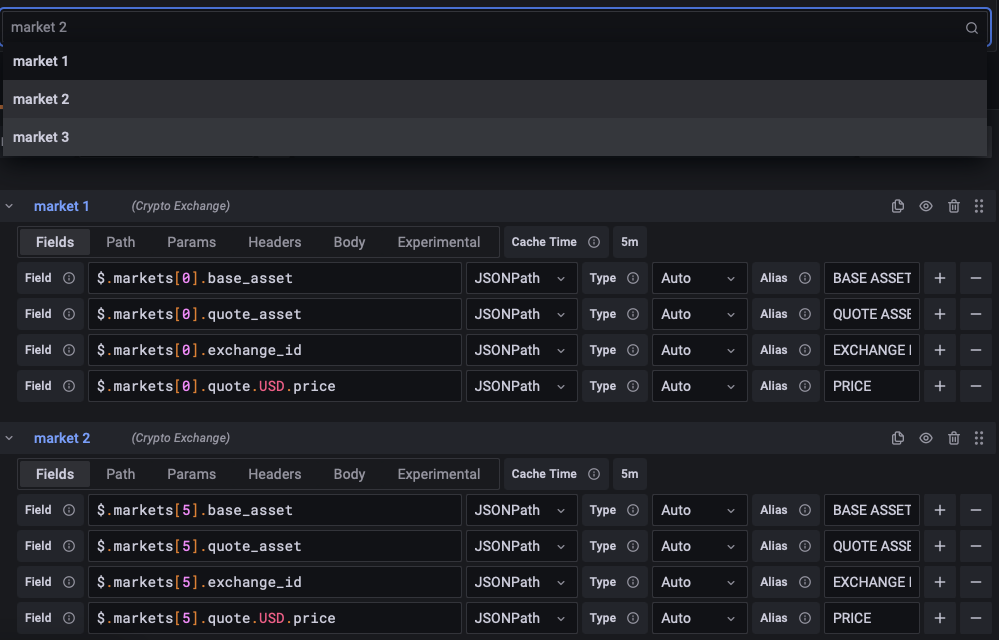 market 2
market 1
market 2
market 3
market 1 (Crypto Exchange)
Fields Path Params Headers Body Experimental Cache Time 5m
Field $.markets[0].base_asset JSONPath Type Auto Alias BASE ASSET
Field $.markets[0].quote_asset JSONPath Type Auto Alias QUOTE ASSE
Field $.markets[0].exchange_id JSONPath Type Auto Alias EXCHANGE I
Field $.markets[0].quote.USD.price JSONPath Type Auto Alias PRICE
market 2 (Crypto Exchange)
Fields Path Params Headers Body Experimental Cache Time 5m
Field $.markets[5].base_asset JSONPath Type Auto Alias BASE ASSET
Field $.markets[5].quote_asset JSONPath Type Auto Alias QUOTE ASSE
Field $.markets[5].exchange_id JSONPath Type Auto Alias EXCHANGE I
Field $.markets[5].quote.USD.price JSONPath Type Auto Alias PRICE